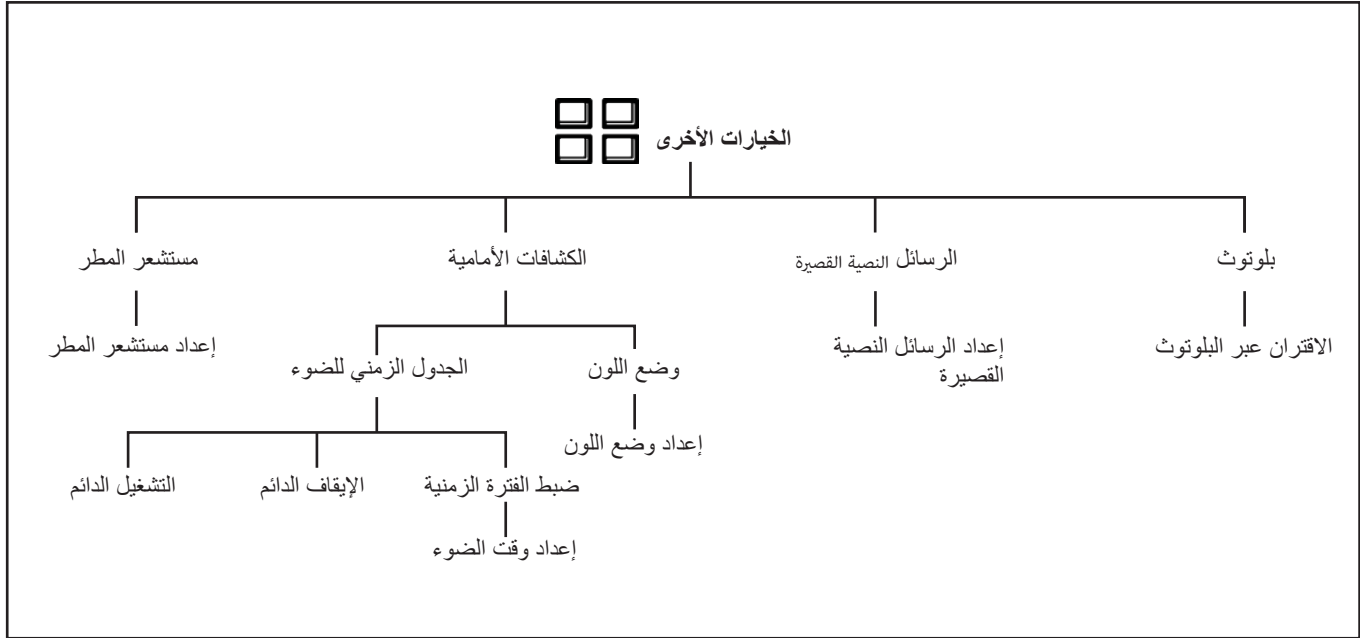 الخيارات الأخرى
بلوتوث
الرسائل النصية القصيرة
الكشافات الأمامية
مستشعر المطر
الاقتران عبر البلوتوث
إعداد الرسائل النصية
القصيرة
وضع اللون
الجدول الزمني للضوء
إعداد مستشعر المطر
إعداد وضع اللون
ضبط الفترة الزمنية
الإيقاف الدائم
التشغيل الدائم
إعداد وقت الضوء